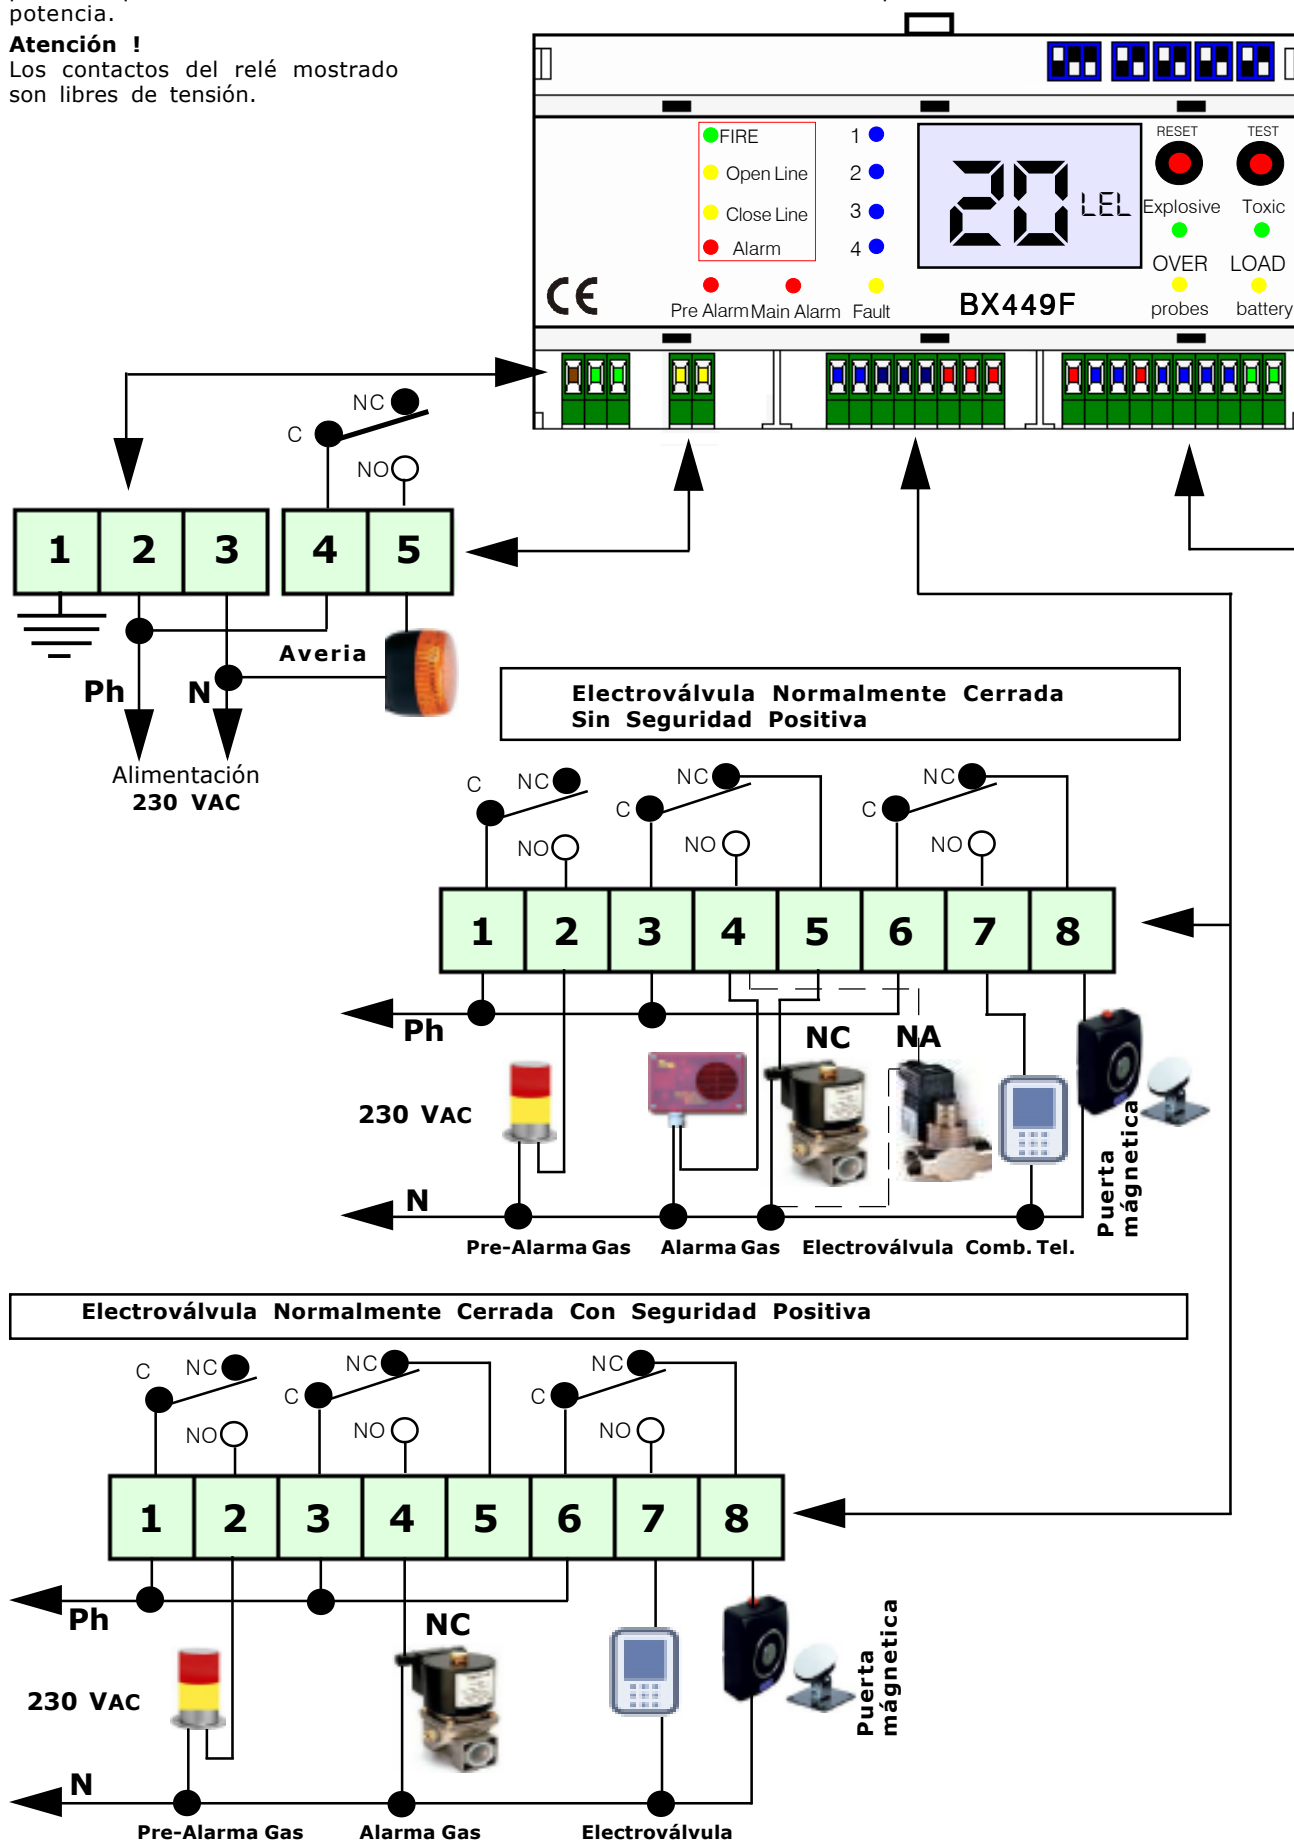 potencia.
Atención !
Los contactos del relé mostrado
son libres de tensión.
FIRE
Open Line
Close Line
Alarm
1
2
3
4
20 LEL
RESET
TEST
Explosive
Toxic
OVER
LOAD
probes
battery
CE
Pre Alarm
Main Alarm
Fault
BX449F
NC
C
NO
1
2
3
4
5
Averia
Ph
N
Alimentación
230 VAC
Electroválvula Normalmente Cerrada
Sin Seguridad Positiva
C
NC
NO
NC
C
NO
NC
C
NO
1
2
3
4
5
6
7
8
Ph
NC
NA
230 VAC
N
Puerta
mágnetica
Pre-Alarma Gas
Alarma Gas
Electroválvula
Comb. Tel.
Electroválvula Normalmente Cerrada Con Seguridad Positiva
C
NC
NO
NC
C
NO
NC
C
NO
1
2
3
4
5
6
7
8
Ph
NC
230 VAC
N
Puerta
mágnetica
Pre-Alarma Gas
Alarma Gas
Electroválvula